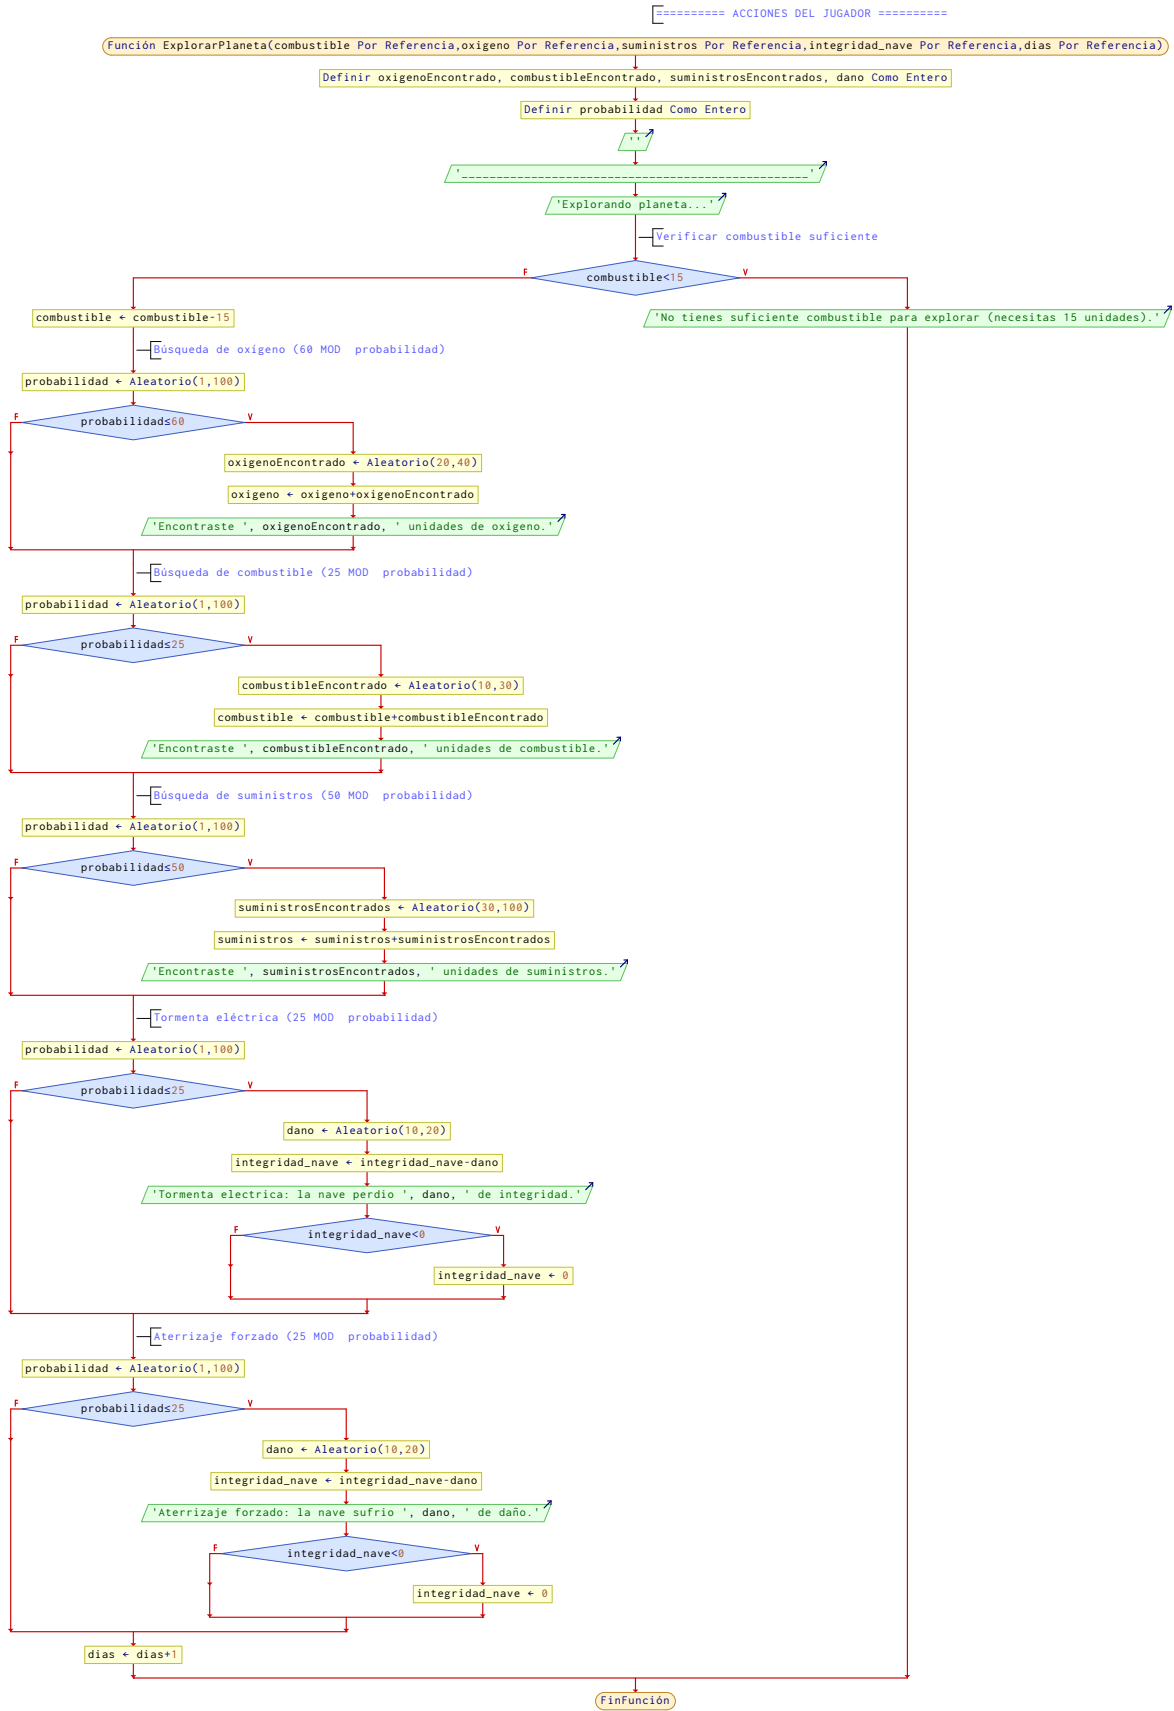 ========== ACCIONES DEL JUGADOR ==========
Función ExplorarPlaneta(combustible Por Referencia,oxigeno Por Referencia,suministros Por Referencia,integridad_nave Por Referencia,dias Por Referencia)
Definir oxigenoEncontrado, combustibleEncontrado, suministrosEncontrados, dano Como Entero
Definir probabilidad Como Entero
''
'__________________________________________________'
'Explorando planeta...'
Verificar combustible suficiente
combustible<15
F
V
combustible ← combustible-15
'No tienes suficiente combustible para explorar (necesitas 15 unidades).'
Búsqueda de oxígeno (60 MOD  probabilidad)
probabilidad ← Aleatorio(1,100)
F
V
probabilidad≤60
oxigenoEncontrado ← Aleatorio(20,40)
oxigeno ← oxigeno+oxigenoEncontrado
'Encontraste ', oxigenoEncontrado, ' unidades de oxigeno.'
Búsqueda de combustible (25 MOD  probabilidad)
probabilidad ← Aleatorio(1,100)
F
V
probabilidad≤25
combustibleEncontrado ← Aleatorio(10,30)
combustible ← combustible+combustibleEncontrado
'Encontraste ', combustibleEncontrado, ' unidades de combustible.'
Búsqueda de suministros (50 MOD  probabilidad)
probabilidad ← Aleatorio(1,100)
F
V
probabilidad≤50
suministrosEncontrados ← Aleatorio(30,100)
suministros ← suministros+suministrosEncontrados
'Encontraste ', suministrosEncontrados, ' unidades de suministros.'
Tormenta eléctrica (25 MOD  probabilidad)
probabilidad ← Aleatorio(1,100)
F
V
probabilidad≤25
dano ← Aleatorio(10,20)
integridad_nave ← integridad_nave-dano
'Tormenta electrica: la nave perdio ', dano, ' de integridad.'
F
V
integridad_nave<0
integridad_nave ← 0
Aterrizaje forzado (25 MOD  probabilidad)
probabilidad ← Aleatorio(1,100)
F
V
probabilidad≤25
dano ← Aleatorio(10,20)
integridad_nave ← integridad_nave-dano
'Aterrizaje forzado: la nave sufrio ', dano, ' de daño.'
F
V
integridad_nave<0
integridad_nave ← 0
dias ← dias+1
FinFunción